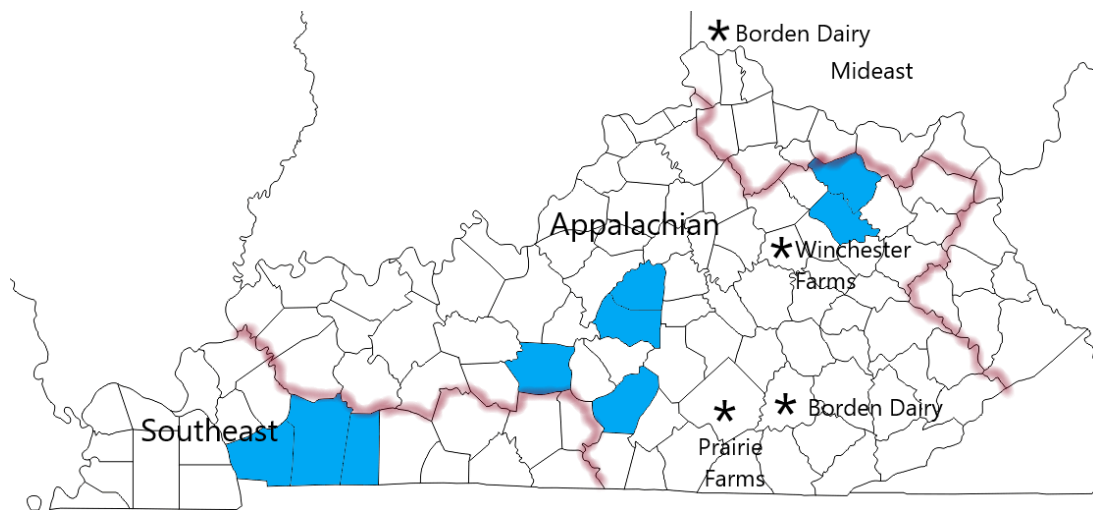 * Borden Dairy
Mideast
Appalachian
* Winchester
Farms
Southeast
* Borden Dairy
*
Prairie
Farms